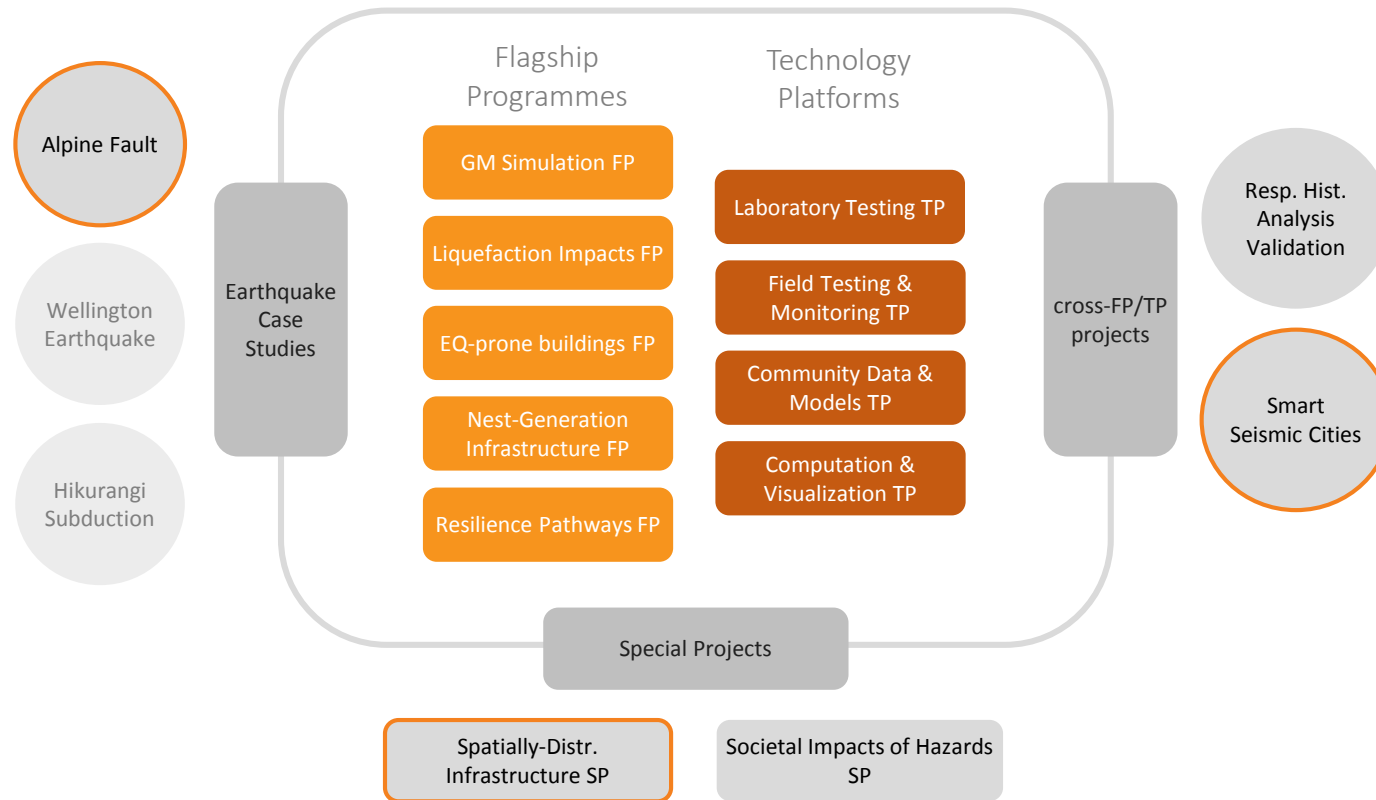 Flagship
Programmes
Technology
Platforms
Alpine Fault
Wellington
Earthquake
Hikurangi
Subduction
Earthquake
Case
Studies
GM Simulation FP
Liquefaction Impacts FP
EQ-prone buildings FP
Nest-Generation
Infrastructure FP
Resilience Pathways FP
Laboratory Testing TP
Field Testing &
Monitoring TP
Community Data &
Models TP
Computation &
Visualization TP
cross-FP/TP
projects
Resp. Hist.
Analysis
Validation
Smart
Seismic Cities
Special Projects
Spatially-Distr.
Infrastructure SP
Societal Impacts of Hazards
SP